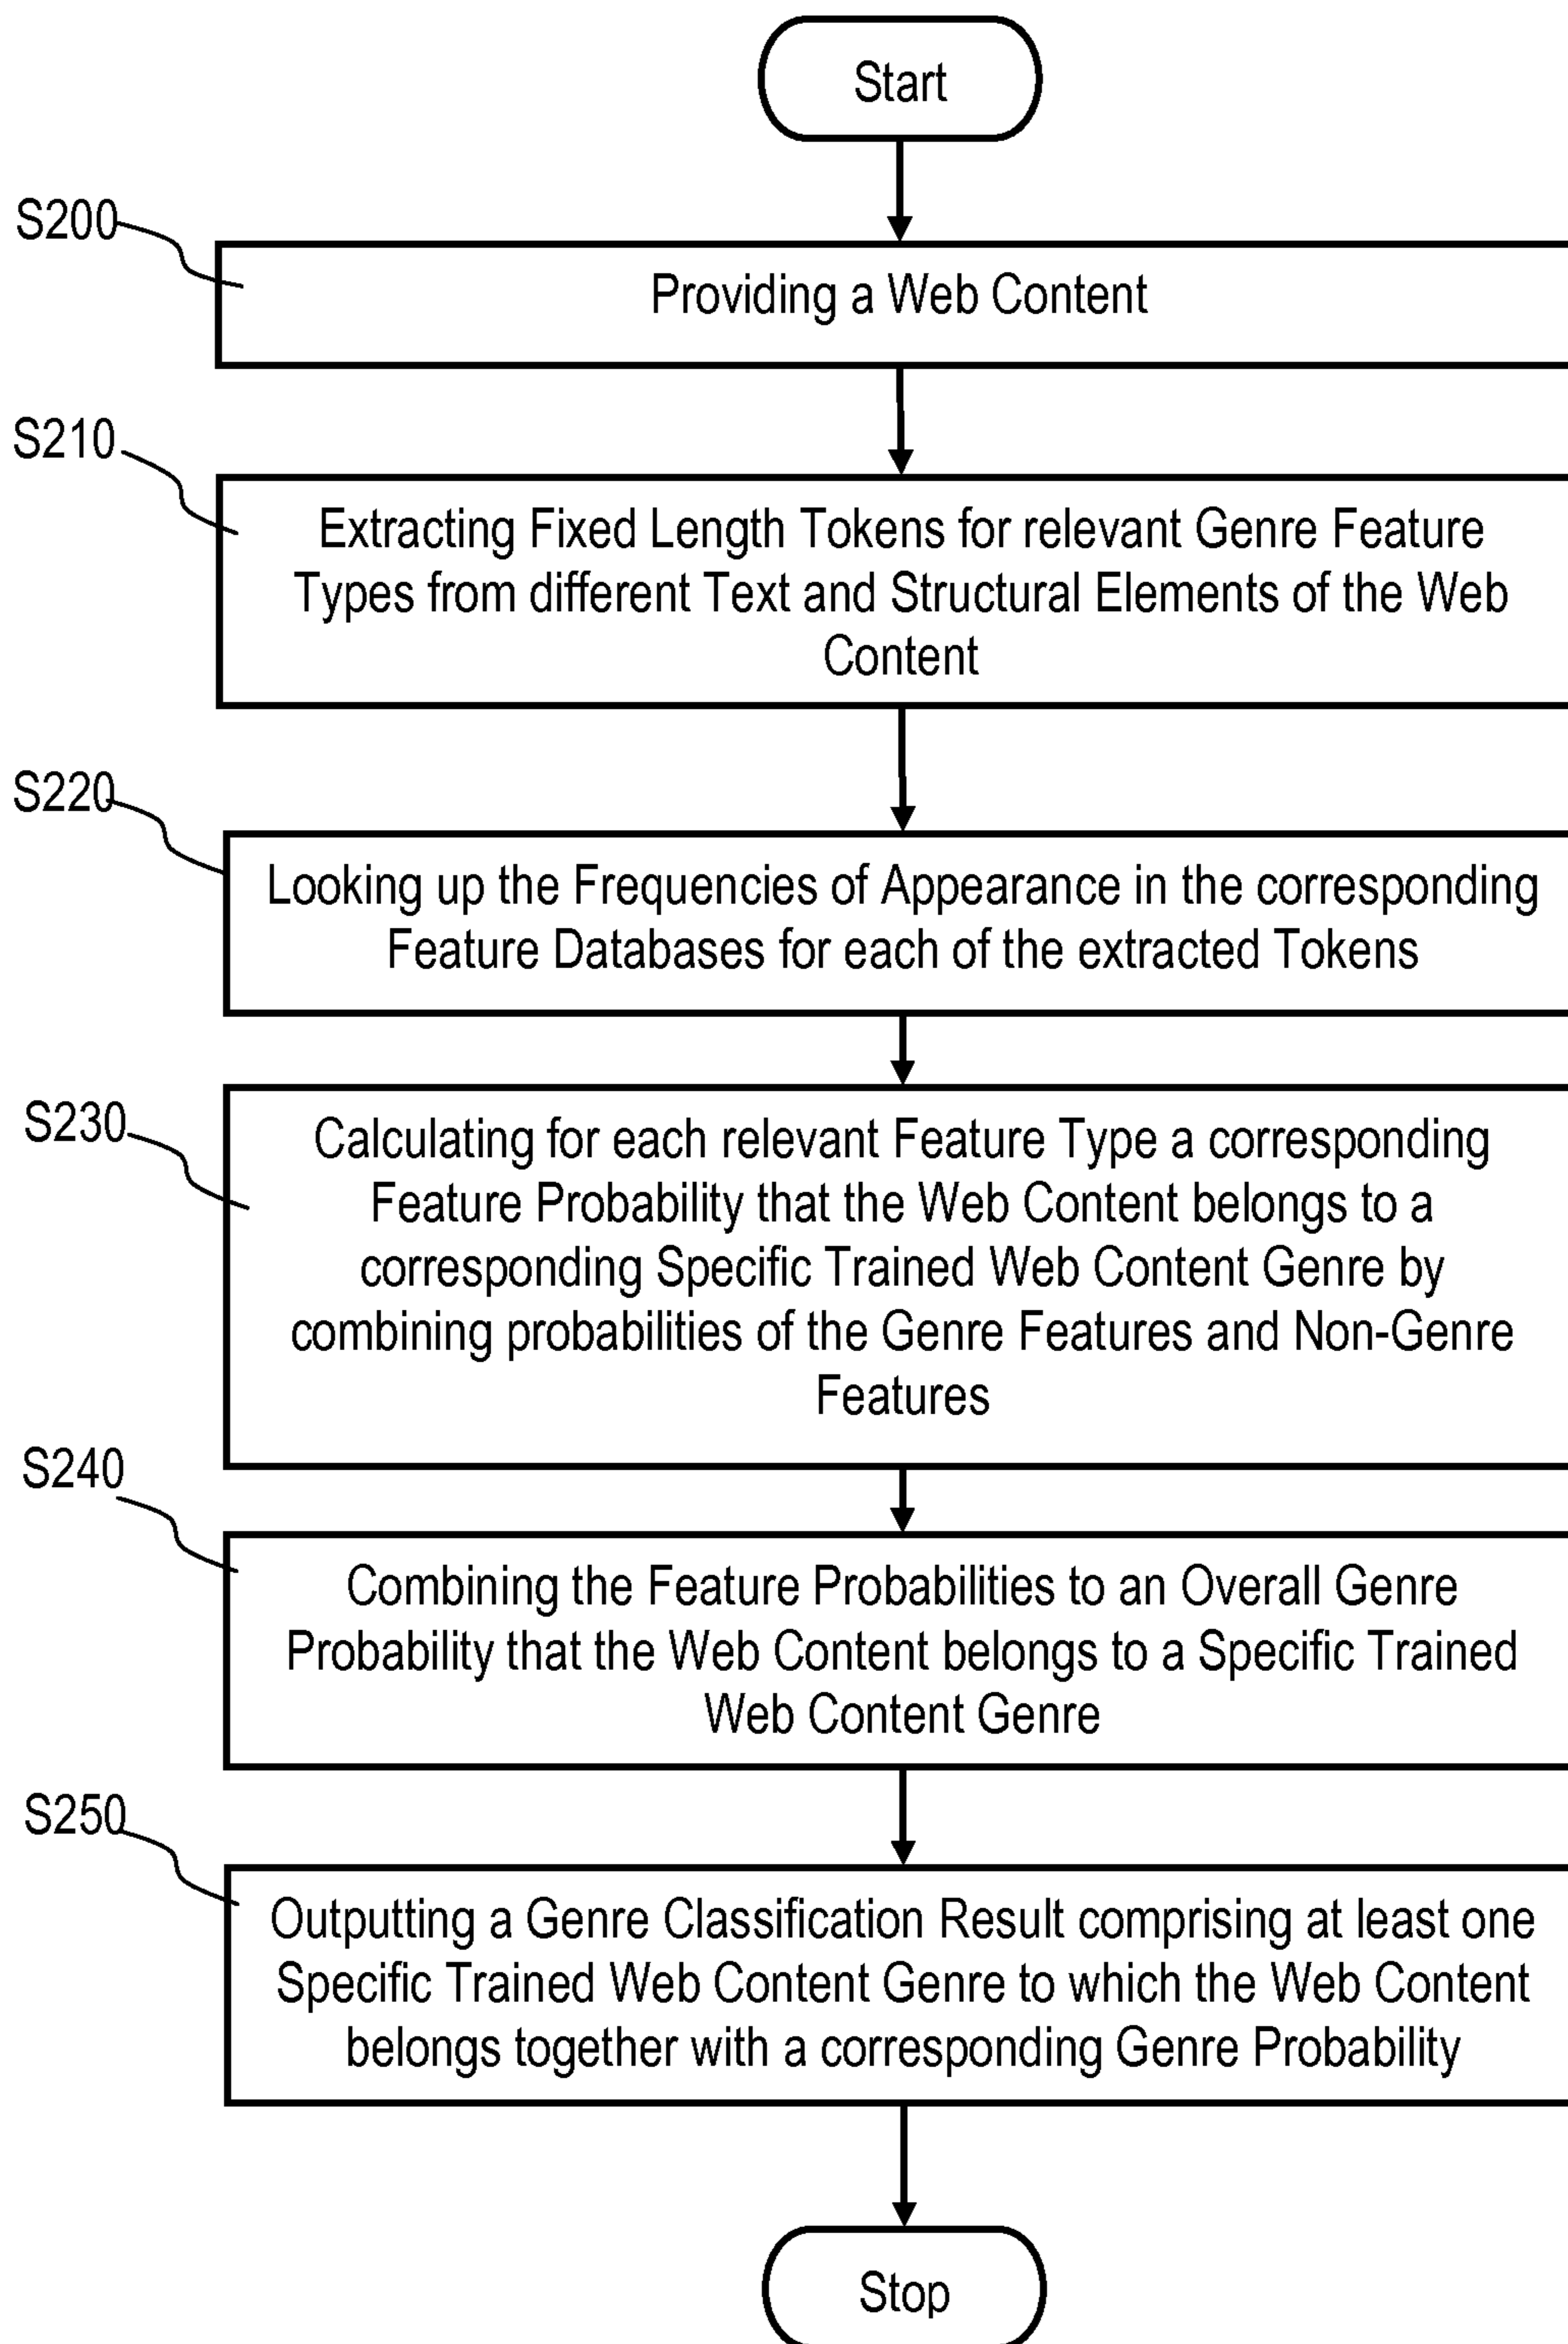 Start
S200
Providing a Web Content
S210
Extracting Fixed Length Tokens for relevant Genre Feature
Types from different Text and Structural Elements of the Web
Content
S220
Looking up the Frequencies of Appearance in the corresponding
Feature Databases for each of the extracted Tokens
S230
Calculating for each relevant Feature Type a corresponding
Feature Probability that the Web Content belongs to a
corresponding Specific Trained Web Content Genre by
combining probabilities of the Genre Features and Non-Genre
Features
S240
Combining the Feature Probabilities to an Overall Genre
Probability that the Web Content belongs to a Specific Trained
Web Content Genre
S250
Outputting a Genre Classification Result comprising at least one
Specific Trained Web Content Genre to which the Web Content
belongs together with a corresponding Genre Probability
Stop